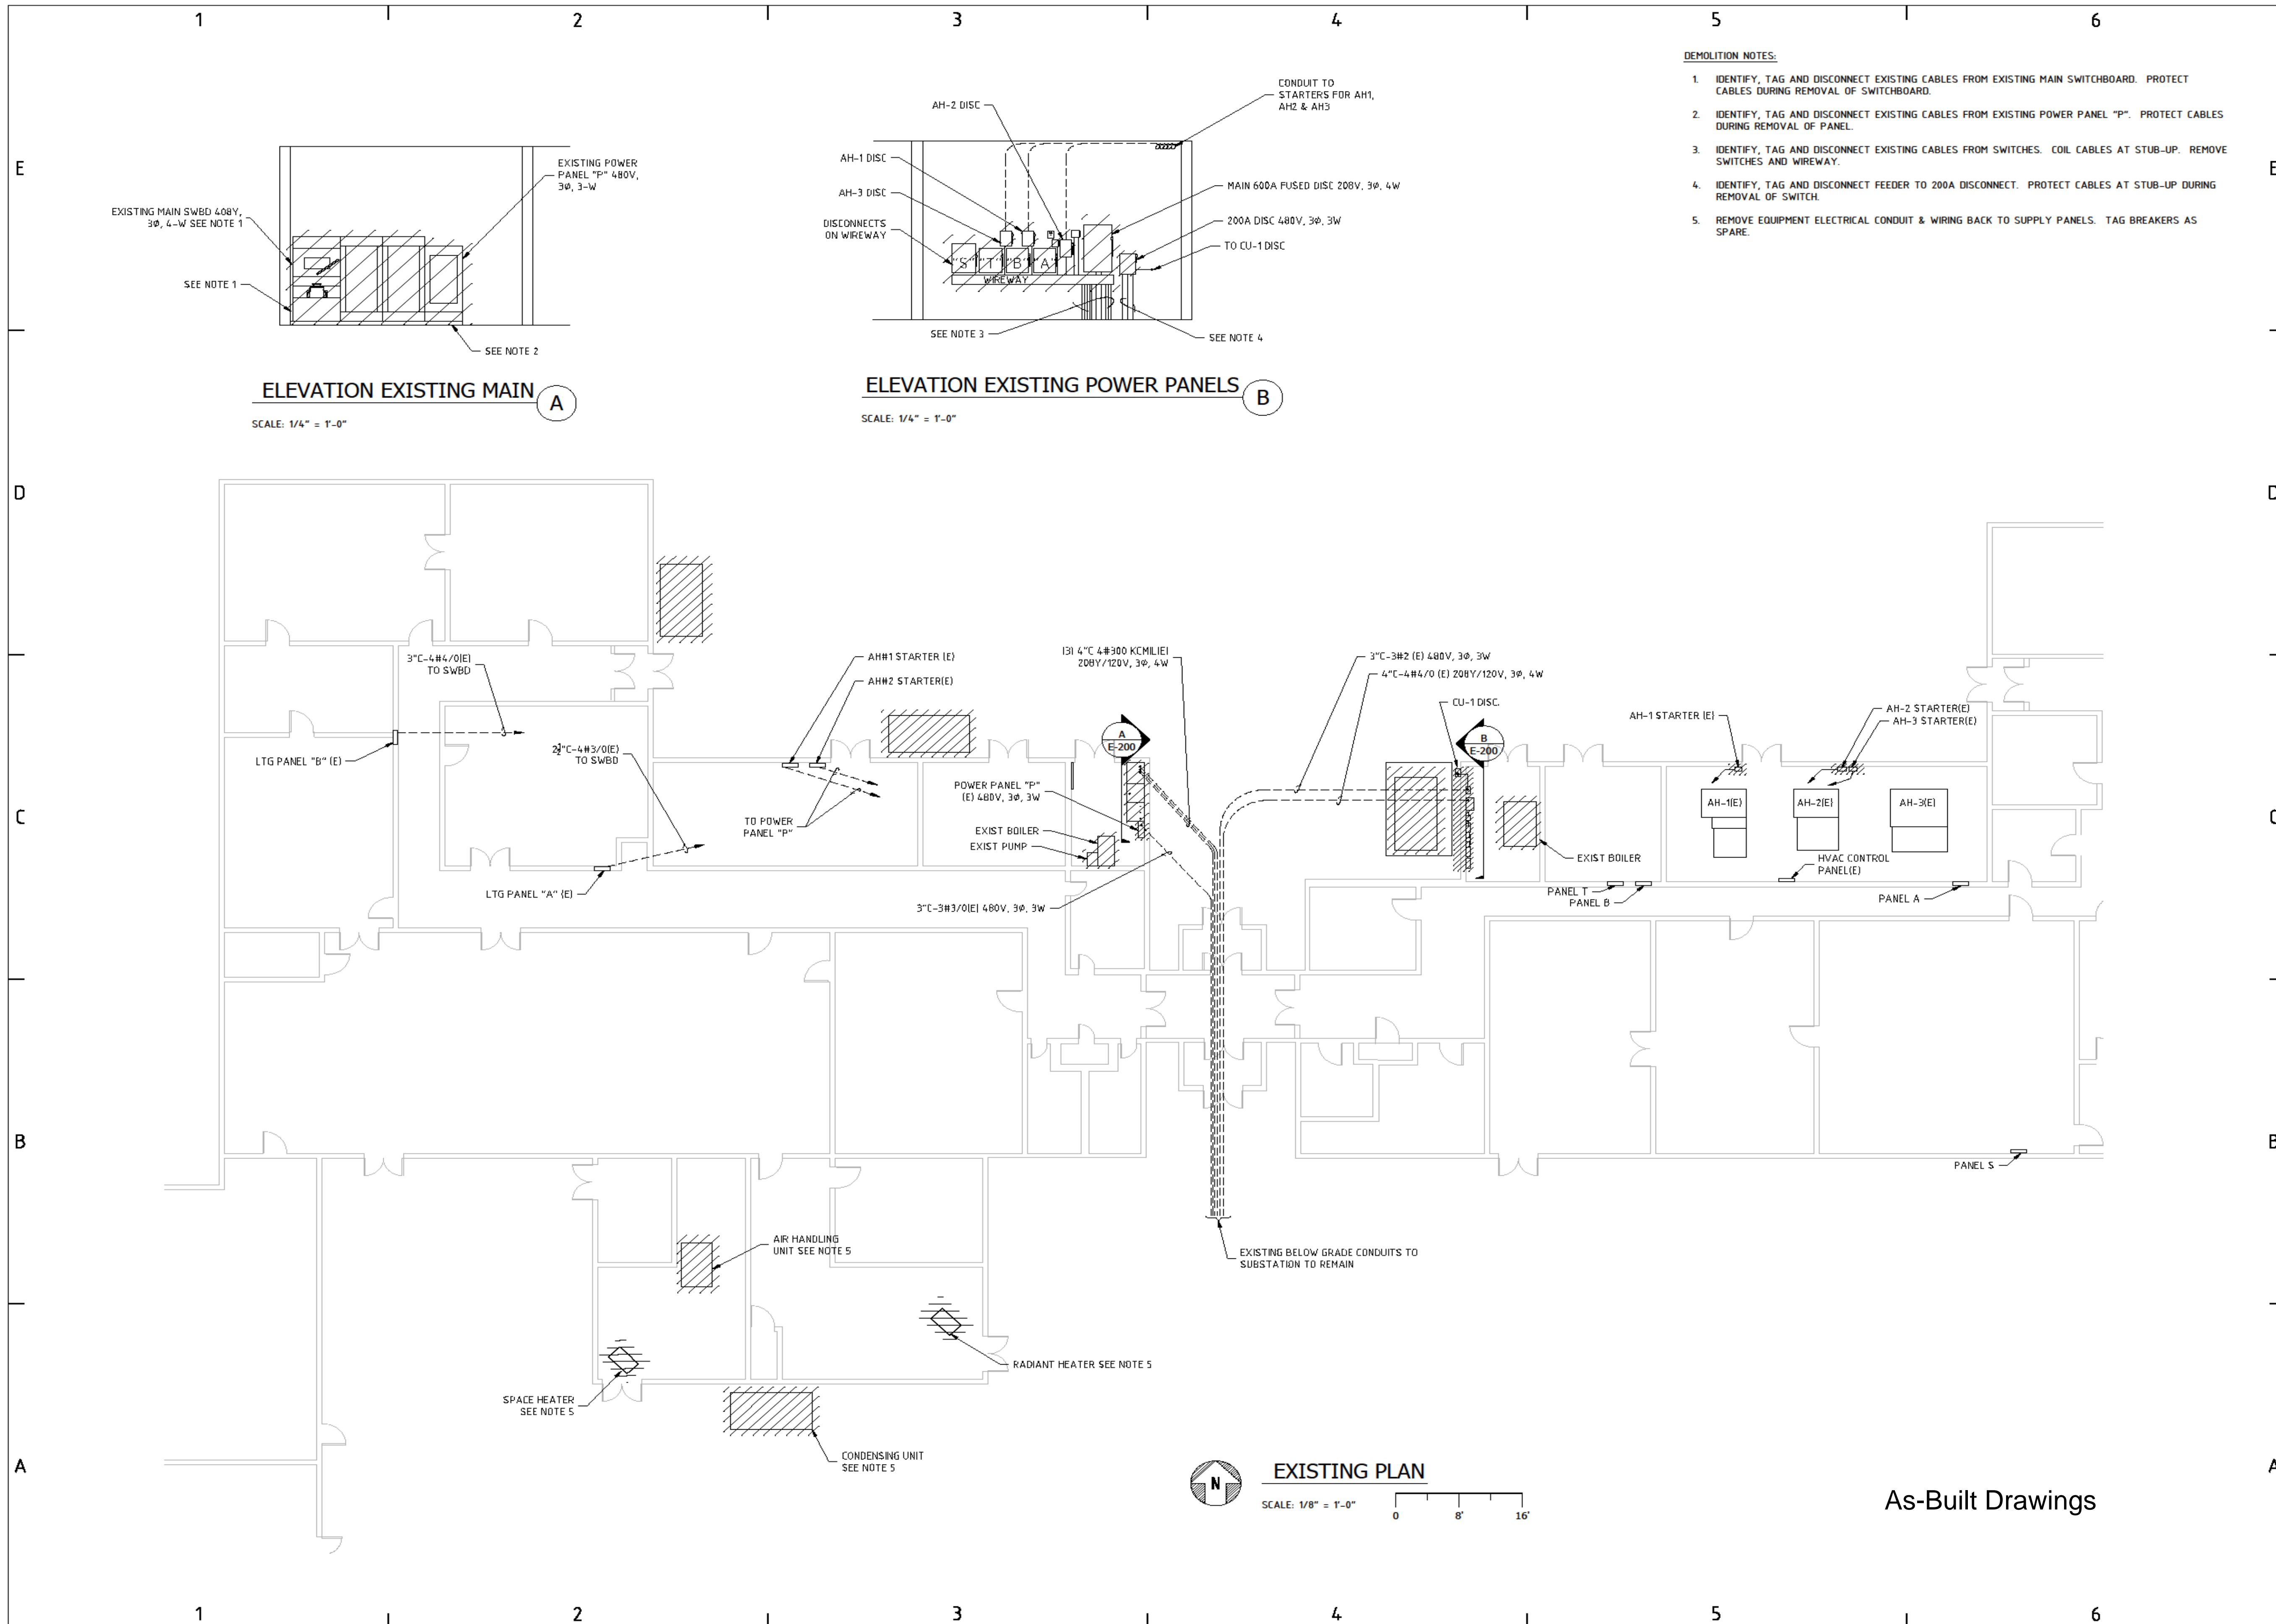 1 2 3 4 5 6
DEMOLITION NOTES:
1. IDENTIFY, TAG AND DISCONNECT EXISTING CABLES FROM EXISTING MAIN SWITCHBOARD. PROTECT
CABLES DURING REMOVAL OF SWITCHBOARD.
2. IDENTIFY, TAG AND DISCONNECT EXISTING CABLES FROM EXISTING POWER PANEL "P". PROTECT CABLES
DURING REMOVAL OF PANEL.
3. IDENTIFY, TAG AND DISCONNECT EXISTING CABLES FROM SWITCHES. COIL CABLES AT STUB-UP. REMOVE
SWITCHES AND WIREWAY.
4. IDENTIFY, TAG AND DISCONNECT FEEDER TO 200A DISCONNECT. PROTECT CABLES AT STUB-UP DURING
REMOVAL OF SWITCH.
5. REMOVE EQUIPMENT ELECTRICAL CONDUIT & WIRING BACK TO SUPPLY PANELS. TAG BREAKERS AS
SPARE.
E
E
EXISTING POWER
PANEL "P" 480V,
3Ø, 3-W
EXISTING MAIN SWBD 408Y,
3Ø, 4-W SEE NOTE 1
SEE NOTE 1
SEE NOTE 2
ELEVATION EXISTING MAIN
A
SCALE: 1/4" = 1'-0"
CONDUIT TO
STARTERS FOR AH1,
AH2 & AH3
AH-2 DISC
AH-1 DISC
AH-3 DISC
DISCONNECTS
ON WIREWAY
MAIN 600A FUSED DISC 208V, 3Ø, 4W
200A DISC 480V, 3Ø, 3W
TO CU-1 DISC
"S" "T" "B" "A"
WIREWAY
SEE NOTE 3
SEE NOTE 4
ELEVATION EXISTING POWER PANELS
B
SCALE: 1/4" = 1'-0"
D
D
3"C-4#4/0(E)
TO SWBD
LTG PANEL "B" (E)
2½"C-4#3/0(E)
TO SWBD
LTG PANEL "A" (E)
AH#1 STARTER (E)
AH#2 STARTER(E)
TO POWER
PANEL "P"
(3) 4"C 4#300 KCMIL(E)
208Y/120V, 3Ø, 4W
A
E-200
POWER PANEL "P"
(E) 480V, 3Ø, 3W
EXIST BOILER
EXIST PUMP
3"C-3#3/0(E) 480V, 3Ø, 3W
3"C-3#2 (E) 480V, 3Ø, 3W
4"C-4#4/0 (E) 208Y/120V, 3Ø, 4W
CU-1 DISC.
B
E-200
EXIST BOILER
AH-1 STARTER (E)
AH-2 STARTER(E)
AH-3 STARTER(E)
AH-1(E)
AH-2(E)
AH-3(E)
HVAC CONTROL
PANEL(E)
PANEL T
PANEL B
PANEL A
C
C
B
B
PANEL S
EXISTING BELOW GRADE CONDUITS TO
SUBSTATION TO REMAIN
AIR HANDLING
UNIT SEE NOTE 5
RADIANT HEATER SEE NOTE 5
SPACE HEATER
SEE NOTE 5
CONDENSING UNIT
SEE NOTE 5
A
A
N
EXISTING PLAN
SCALE: 1/8" = 1'-0"
0 8' 16'
As-Built Drawings
1 2 3 4 5 6